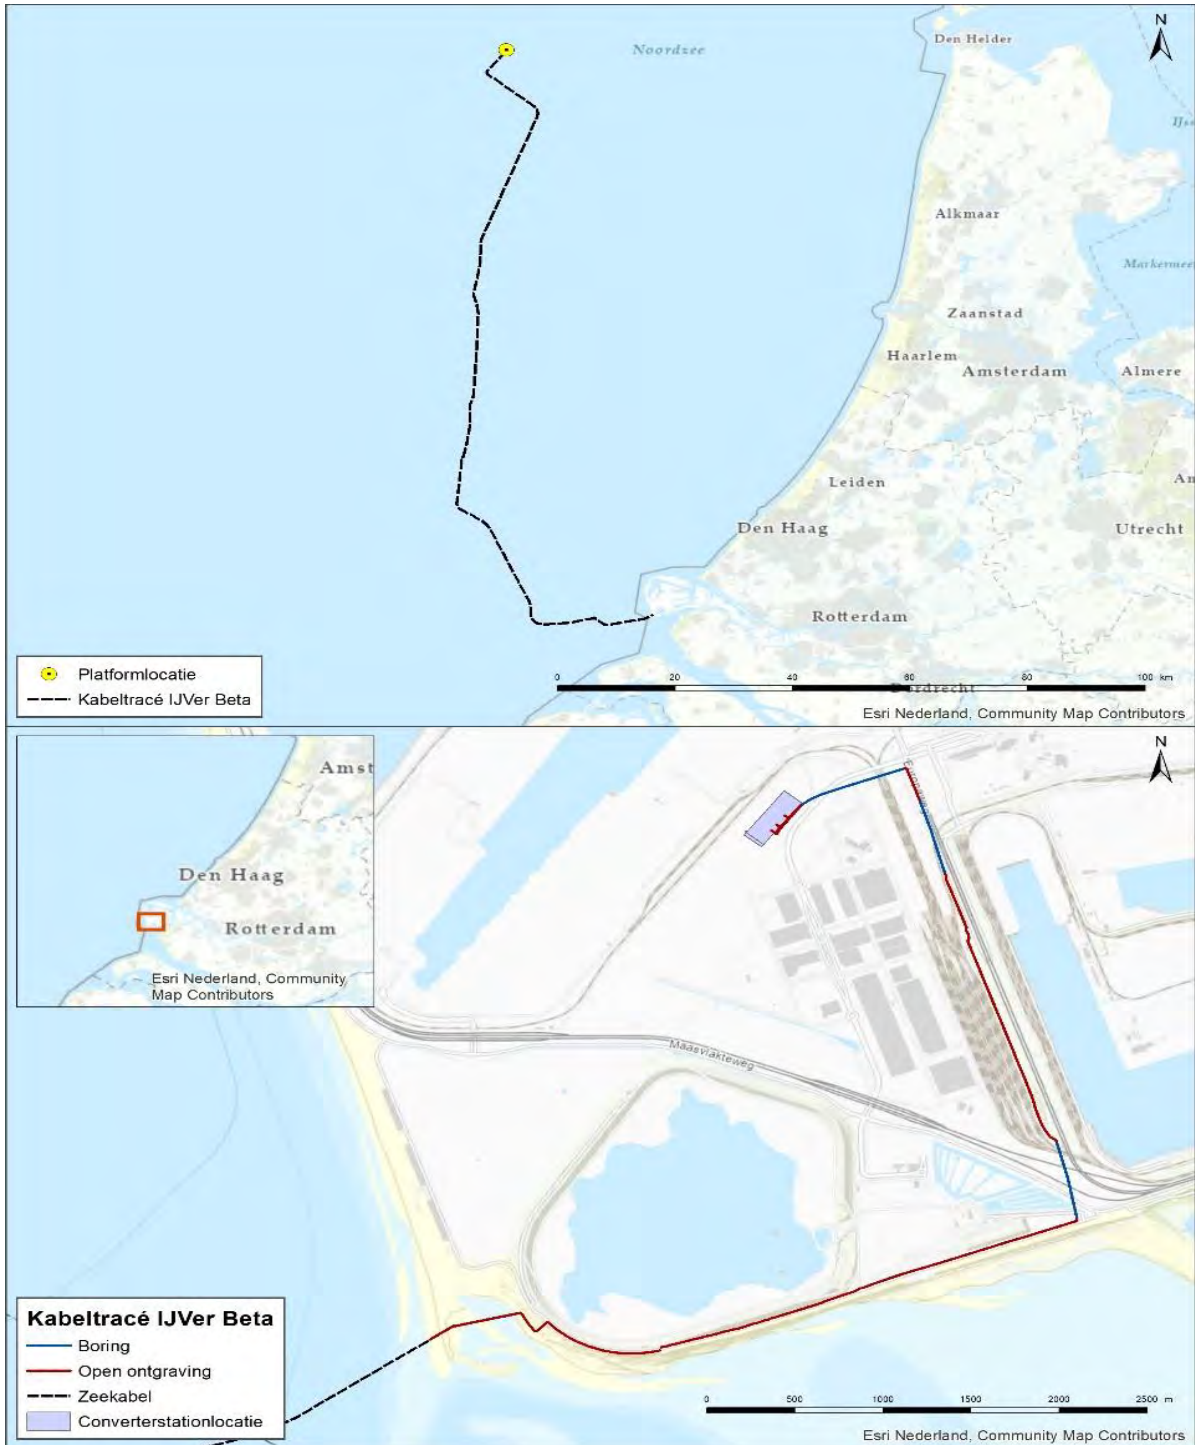 N
Den Helder
Noordzee
Alkmaar
Markermeer
Zaanstad
Haarlem
Amsterdam
Almere
Leiden
Den Haag
Utrecht
Rotterdam
Platformlocatie
Kabeltracé IJVer Beta
0 20 40 60 80 100 km
Dordrecht
Esri Nederland, Community Map Contributors
N
Amst
Den Haag
Rotterdam
Esri Nederland, Community
Map Contributors
Europaweg
Maasvlakteweg
Kabeltracé IJVer Beta
Boring
Open ontgraving
Zeekabel
Converterstationlocatie
0 500 1000 1500 2000 2500 m
Esri Nederland, Community Map Contributors